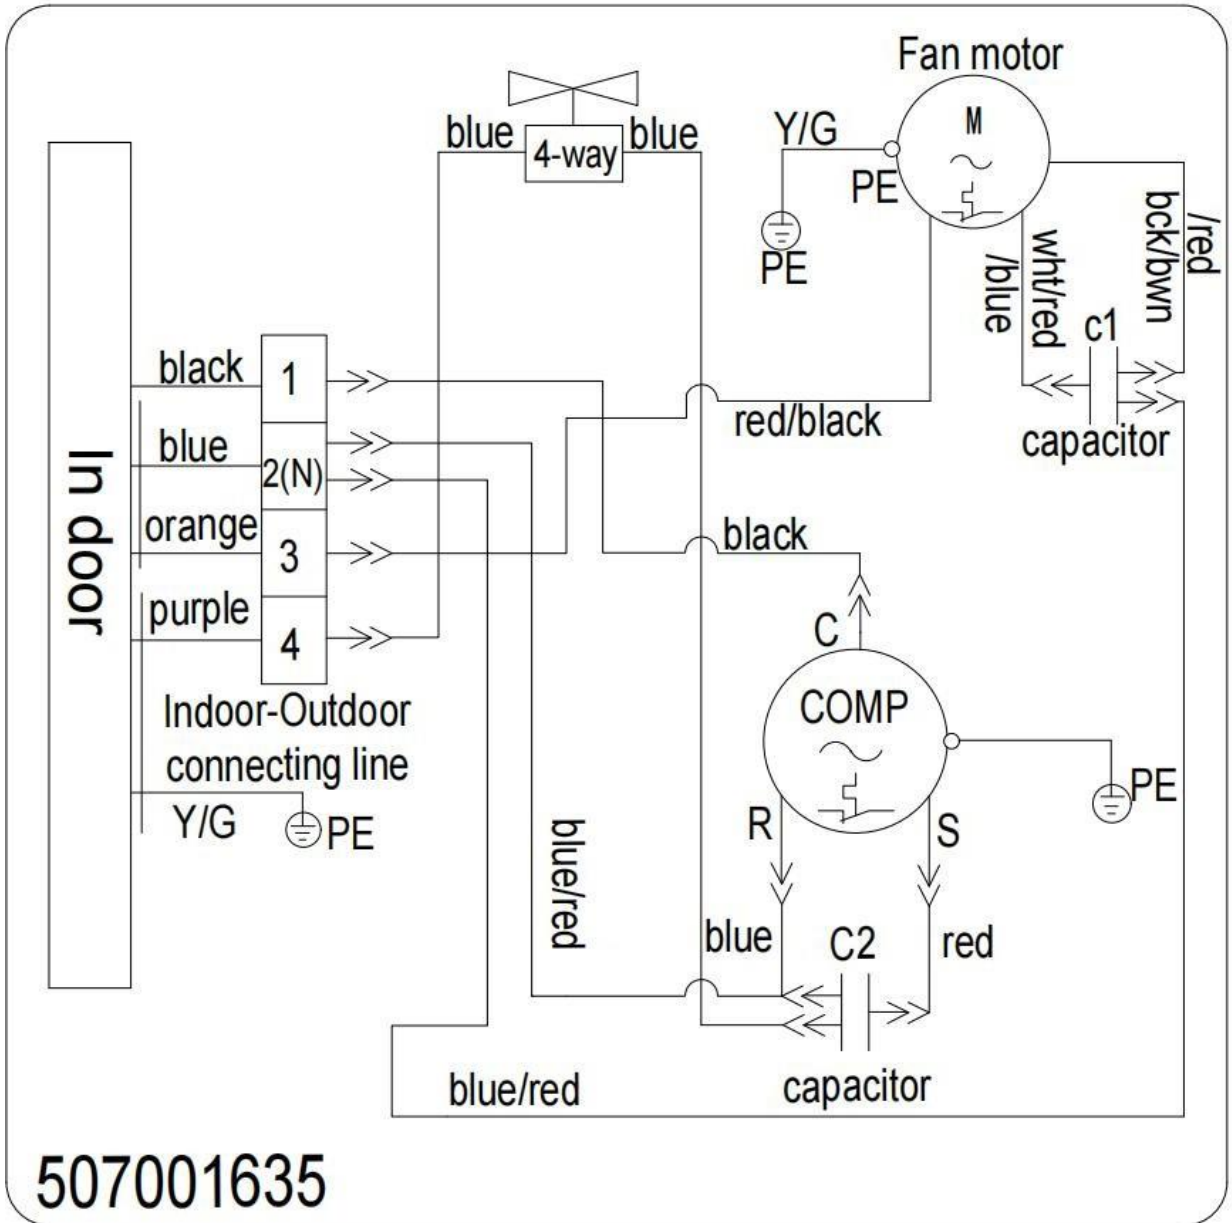 Fan motor
M
blue
4-way
blue
Y/G
PE
PE
/red
bck/bwn
wht/red
/blue
c1
capacitor
red/black
In door
black
1
blue
2(N)
orange
3
purple
4
Indoor-Outdoor
connecting line
Y/G
PE
black
C
COMP
PE
R
S
blue/red
blue
C2
red
capacitor
blue/red
507001635